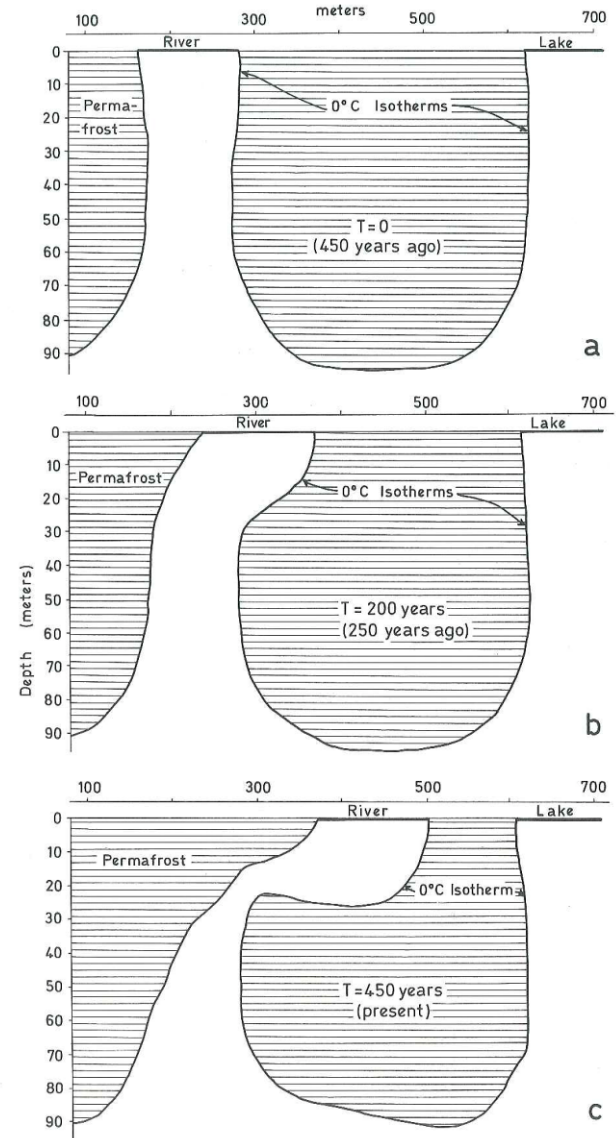 meters
100 300 500 700
River Lake
0
10
20
30
40
50
60
70
80
90
Perma-
frost
0°C Isotherms
T=0
(450 years ago)
a
100 300 500 700
River Lake
0
10
20
30
40
50
60
70
80
90
Permafrost
0°C Isotherms
Depth (meters)
T = 200 years
(250 years ago)
b
100 300 500 700
River Lake
0
10
20
30
40
50
60
70
80
90
Permafrost
0°C Isotherm
T=450 years
(present)
c